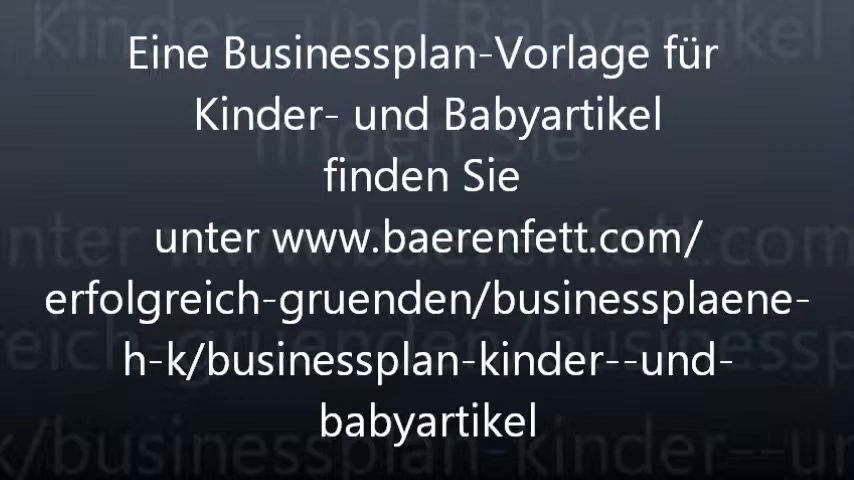 Eine Businessplan-Vorlage für
Kinder- und Babyartikel
finden Sie
unter www.baerenfett.com/
erfolgreich-gruenden/businessplaene-
h-k/businessplan-kinder--und-
babyartikel